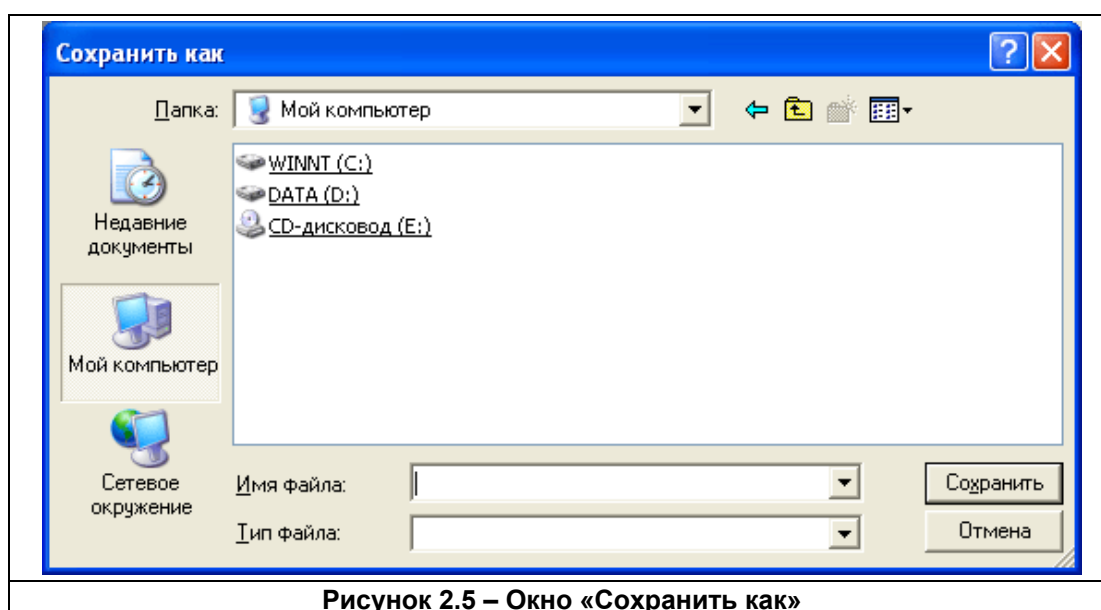 Сохранить как
Папка:
Мой компьютер
WINNT (C:)
DATA (D:)
CD-дисковод (E:)
Недавние
документы
Мой компьютер
Сетевое
окружение
Имя файла:
Сохранить
Тип файла:
Отмена
Рисунок 2.5 – Окно «Сохранить как»